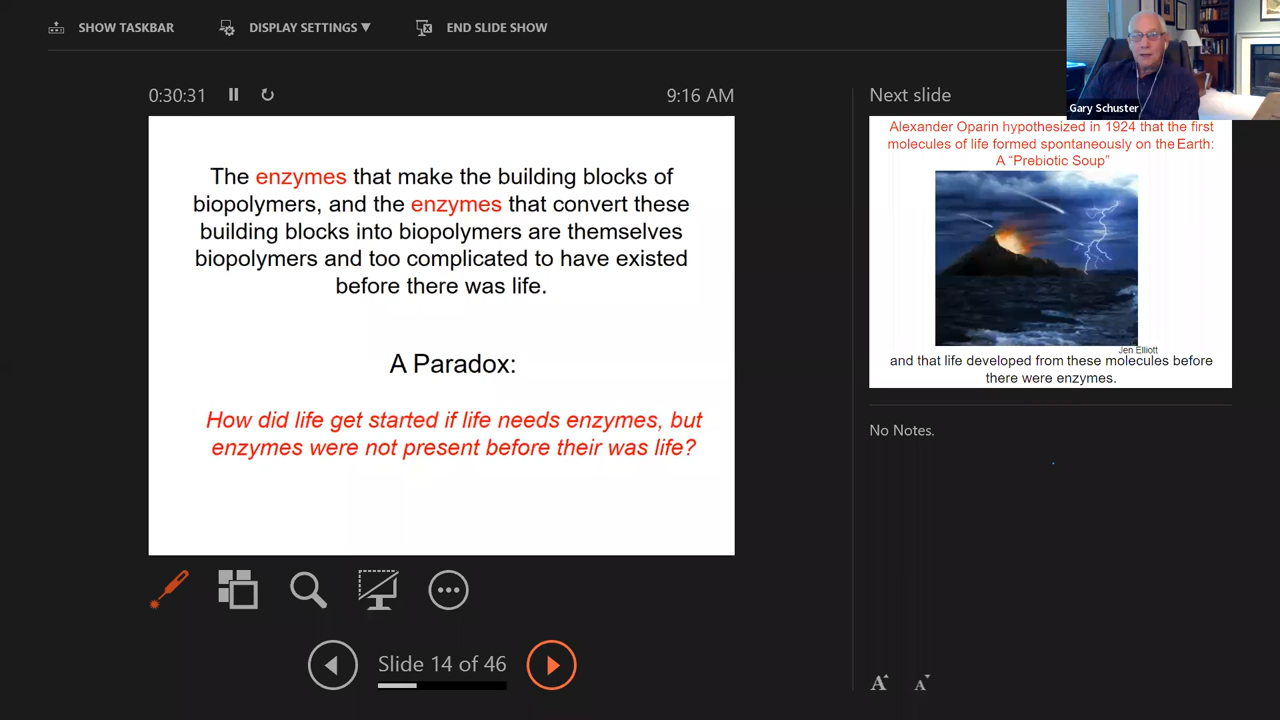 SHOW TASKBAR
DISPLAY SETTINGS
END SLIDE SHOW
Gary Schuster
0:30:31
9:16 AM
The enzymes that make the building blocks of
biopolymers, and the enzymes that convert these
building blocks into biopolymers are themselves
biopolymers and too complicated to have existed
before there was life.
A Paradox:
How did life get started if life needs enzymes, but
enzymes were not present before their was life?
Slide 14 of 46
Next slide
Alexander Oparin hypothesized in 1924 that the first
molecules of life formed spontaneously on the Earth:
A “Prebiotic Soup”
Jen Elliott
and that life developed from these molecules before
there were enzymes.
No Notes.
A
A